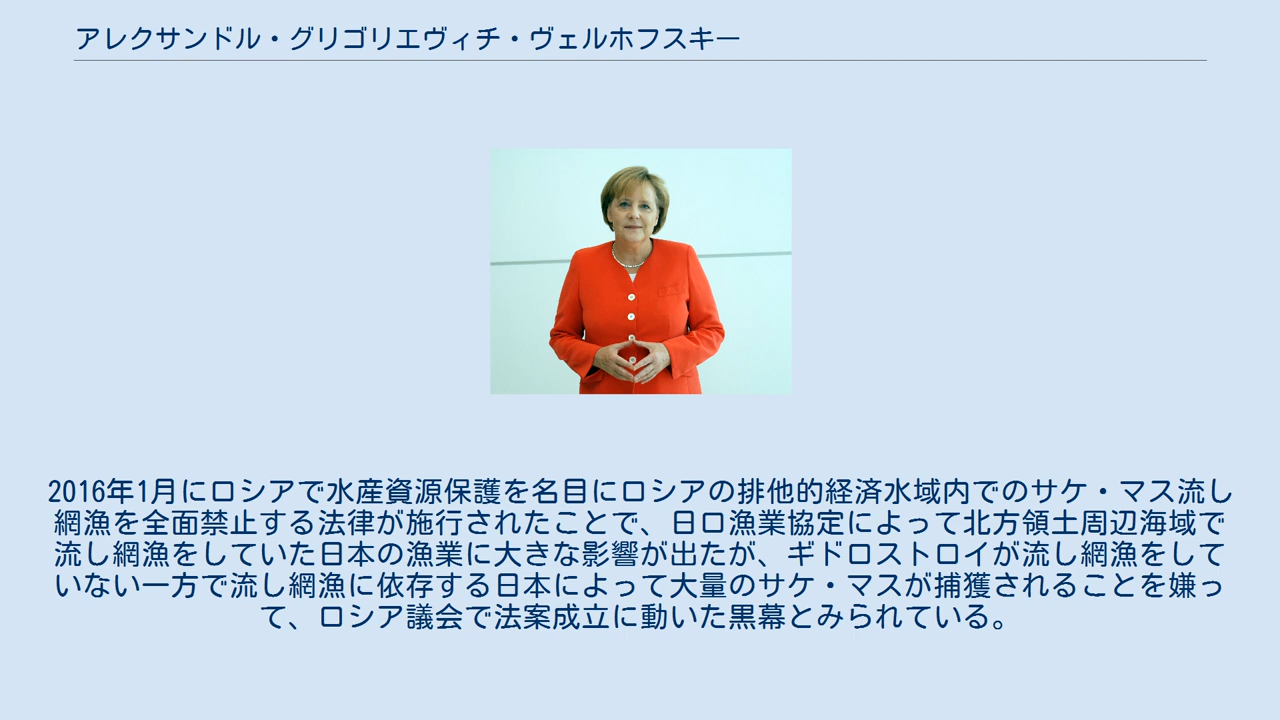 アレクサンドル・グリゴリエヴィチ・ヴェルホフスキー
2016年1月にロシアで水産資源保護を名目にロシアの排他的経済水域内でのサケ・マス流し
網漁を全面禁止する法律が施行されたことで、日ロ漁業協定によって北方領土周辺海域で
流し網漁をしていた日本の漁業に大きな影響が出たが、ギドロストロイが流し網漁をして
いない一方で流し網漁に依存する日本によって大量のサケ・マスが捕獲されることを嫌っ
て、ロシア議会で法案成立に動いた黒幕とみられている。